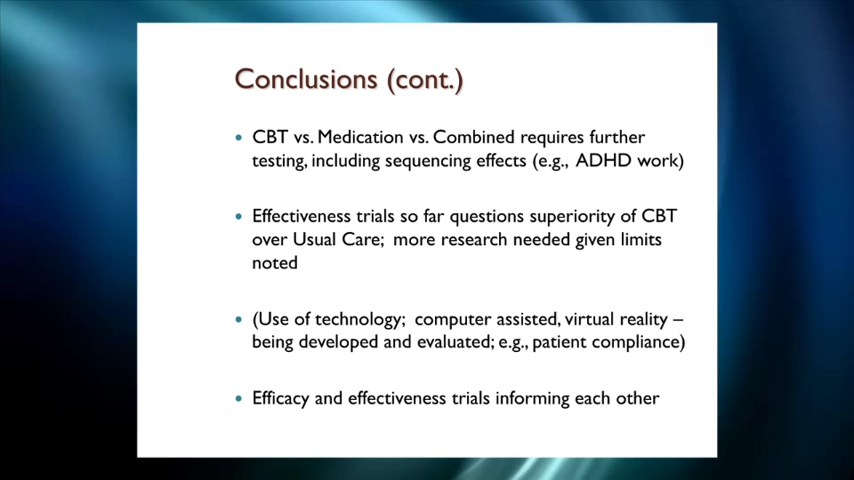 Conclusions (cont.)
• CBT vs. Medication vs. Combined requires further
testing, including sequencing effects (e.g., ADHD work)
• Effectiveness trials so far questions superiority of CBT
over Usual Care; more research needed given limits
noted
• (Use of technology; computer assisted, virtual reality –
being developed and evaluated; e.g., patient compliance)
• Efficacy and effectiveness trials informing each other